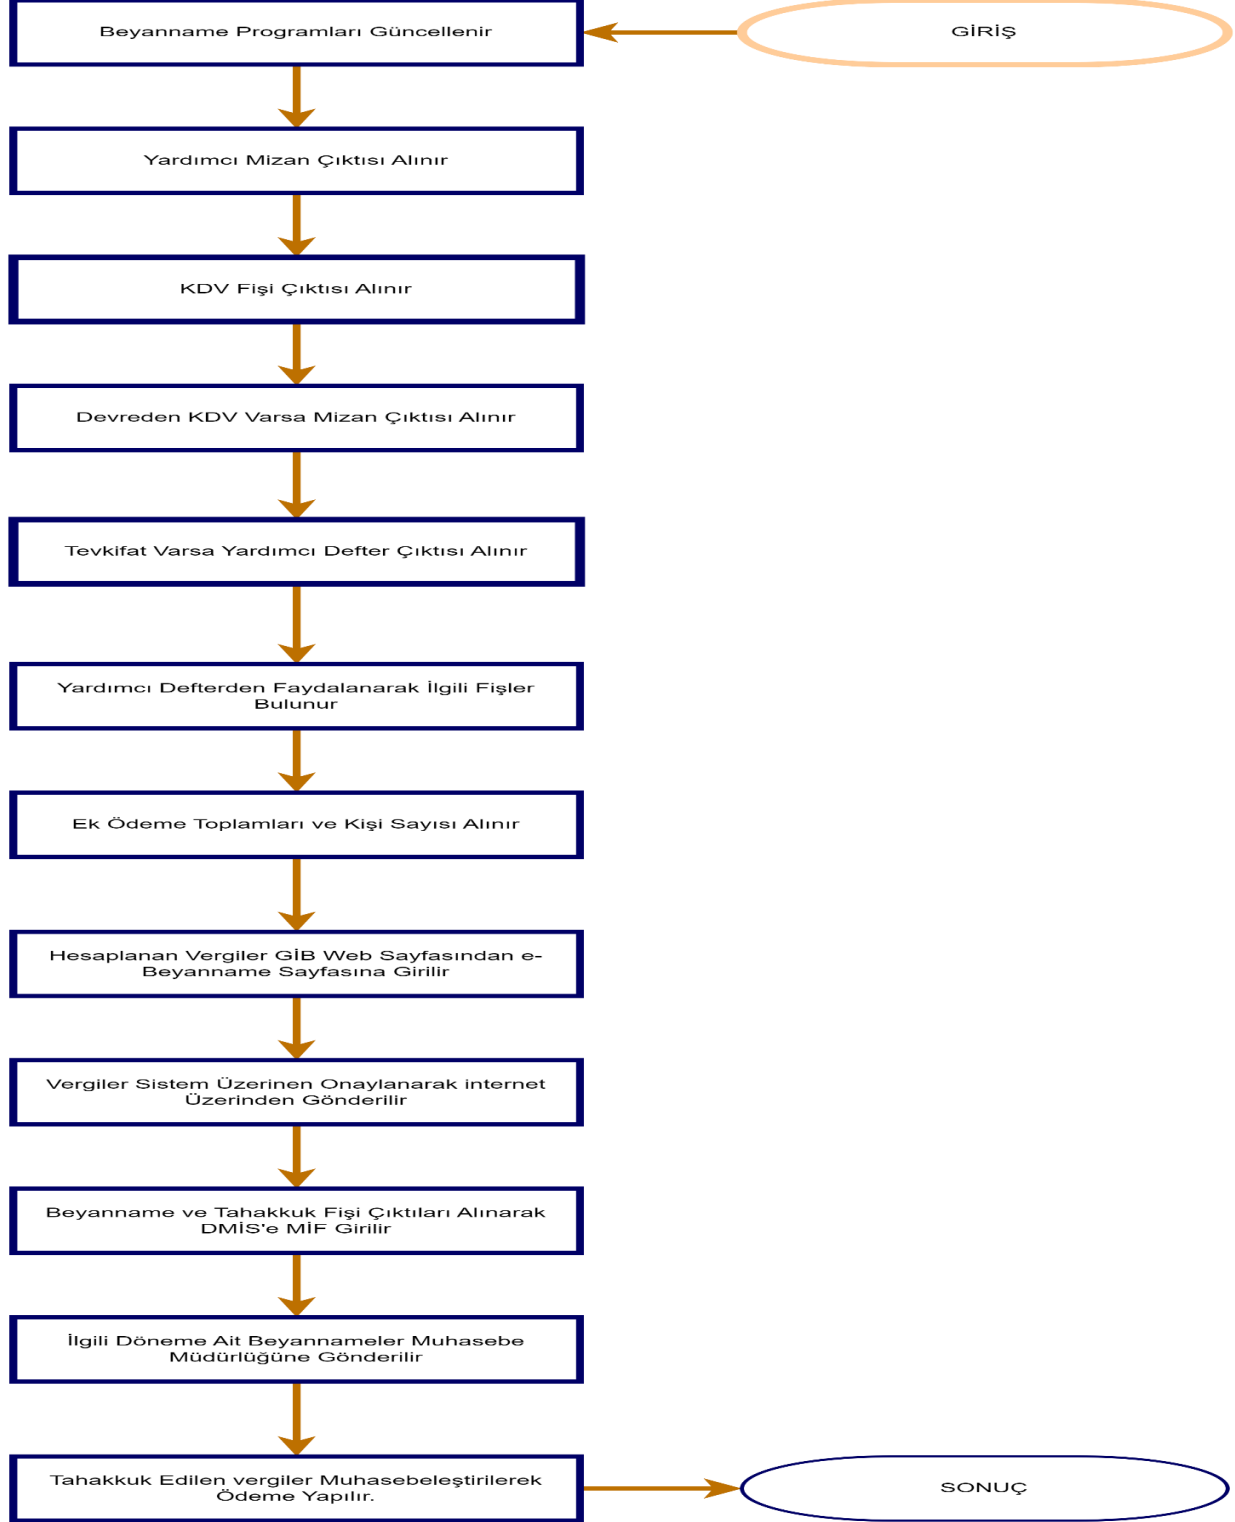 Beyanname Programları Güncellenir
GİRİŞ
Yardımcı Mizan Çıktısı Alınır
KDV Fişi Çıktısı Alınır
Devreden KDV Varsa Mizan Çıktısı Alınır
Tevkifat Varsa Yardımcı Defter Çıktısı Alınır
Yardımcı Defterden Faydalanarak İlgili Fişler
Bulunur
Ek Ödeme Toplamları ve Kişi Sayısı Alınır
Hesaplanan Vergiler GİB Web Sayfasından e-
Beyanname Sayfasına Girilir
Vergiler Sistem Üzerinen Onaylanarak internet
Üzerinden Gönderilir
Beyanname ve Tahakkuk Fişi Çıktıları Alınarak
DMİS'e MİF Girilir
İlgili Döneme Ait Beyannameler Muhasebe
Müdürlüğüne Gönderilir
Tahakkuk Edilen vergiler Muhasebeleştirilerek
Ödeme Yapılır.
SONUÇ